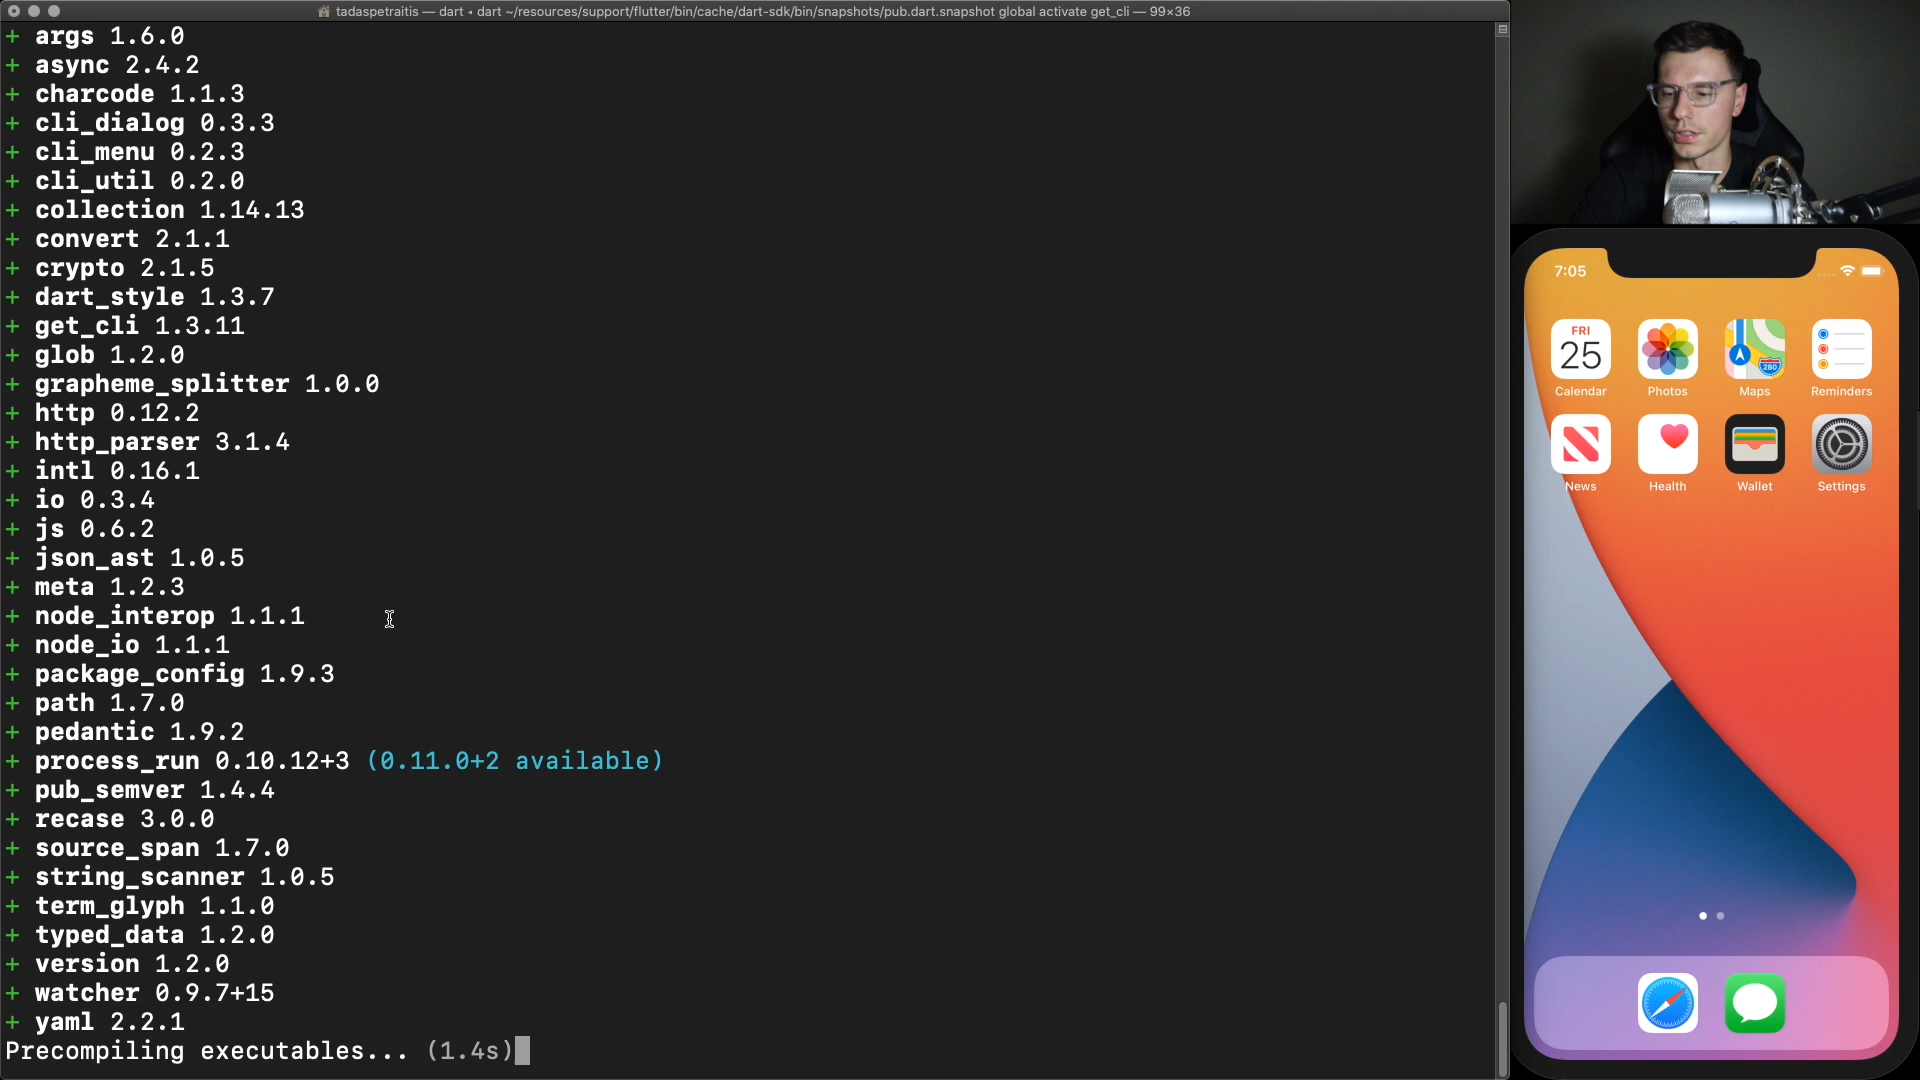 tadaspetraitis — dart ◂ dart ~/resources/support/flutter/bin/cache/dart-sdk/bin/snapshots/pub.dart.snapshot global activate get_cli — 99×36
+ args 1.6.0
+ async 2.4.2
+ charcode 1.1.3
+ cli_dialog 0.3.3
+ cli_menu 0.2.3
+ cli_util 0.2.0
+ collection 1.14.13
+ convert 2.1.1
+ crypto 2.1.5
+ dart_style 1.3.7
+ get_cli 1.3.11
+ glob 1.2.0
+ grapheme_splitter 1.0.0
+ http 0.12.2
+ http_parser 3.1.4
+ intl 0.16.1
+ io 0.3.4
+ js 0.6.2
+ json_ast 1.0.5
+ meta 1.2.3
+ node_interop 1.1.1
+ node_io 1.1.1
+ package_config 1.9.3
+ path 1.7.0
+ pedantic 1.9.2
+ process_run 0.10.12+3 (0.11.0+2 available)
+ pub_semver 1.4.4
+ recase 3.0.0
+ source_span 1.7.0
+ string_scanner 1.0.5
+ term_glyph 1.1.0
+ typed_data 1.2.0
+ version 1.2.0
+ watcher 0.9.7+15
+ yaml 2.2.1
Precompiling executables... (1.4s)
7:05
FRI
25
280
Calendar Photos Maps Reminders
News Health Wallet Settings